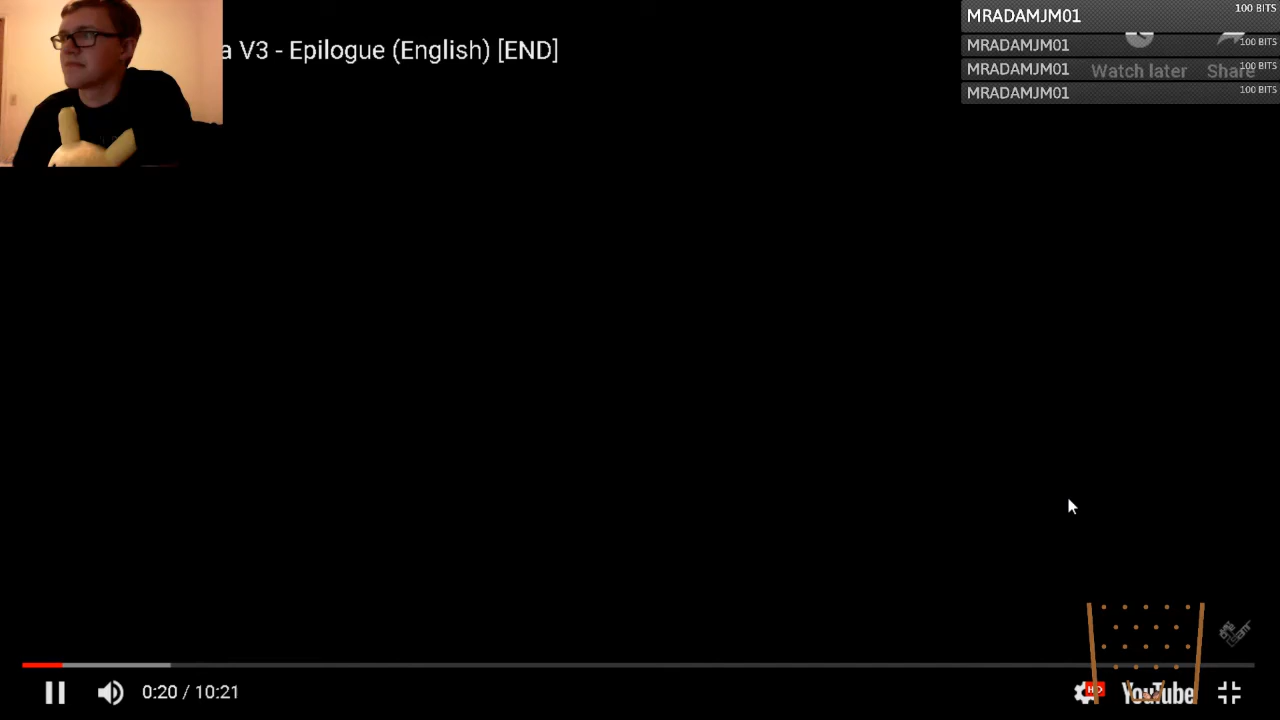 a V3 - Epilogue (English) [END]
MRADAMJM01 100 BITS
MRADAMJM01 100 BITS
MRADAMJM01 100 BITS
MRADAMJM01 100 BITS
Watch later Share
0:20 / 10:21
HD
YouTube